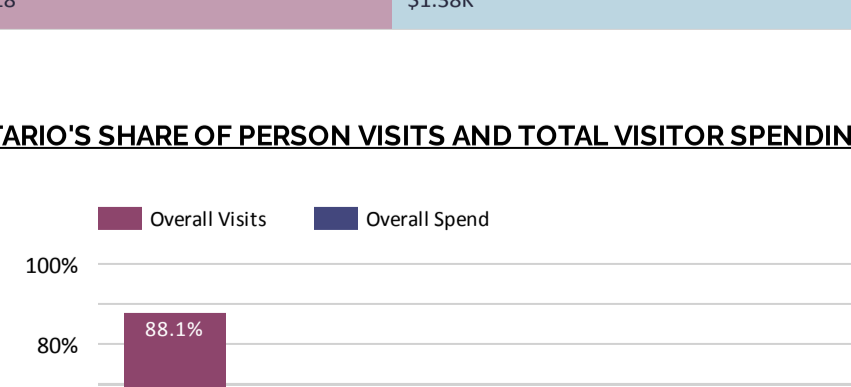 $1.38K
TARIO'S SHARE OF PERSON VISITS AND TOTAL VISITOR SPENDIN
Overall Visits Overall Spend
100%
88.1%
80%